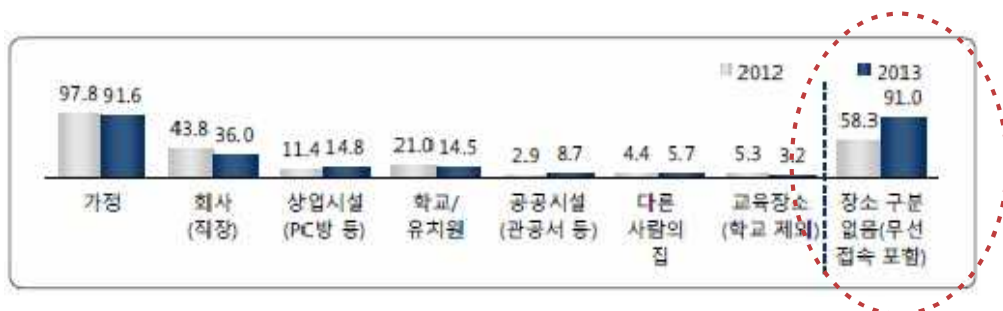 2012 2013
97.8 91.6
43.8 36.0
11.4 14.8
21.0 14.5
2.9 8.7
4.4 5.7
5.3 3.2
58.3 91.0
가정
회사
(직장)
상업시설
(PC방 등)
학교/
유치원
공공시설
(관공서 등)
다른
사람의
집
교육장소
(학교 제외)
장소 구분
없음(무선
접속 포함)